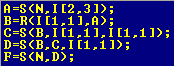 A=S(N,I[2,3]);
B=R(I[1,1],A);
C=S(B,I[1,1],I[1,1]);
D=S(B,C,I[1,1]);
F=S(N,D);